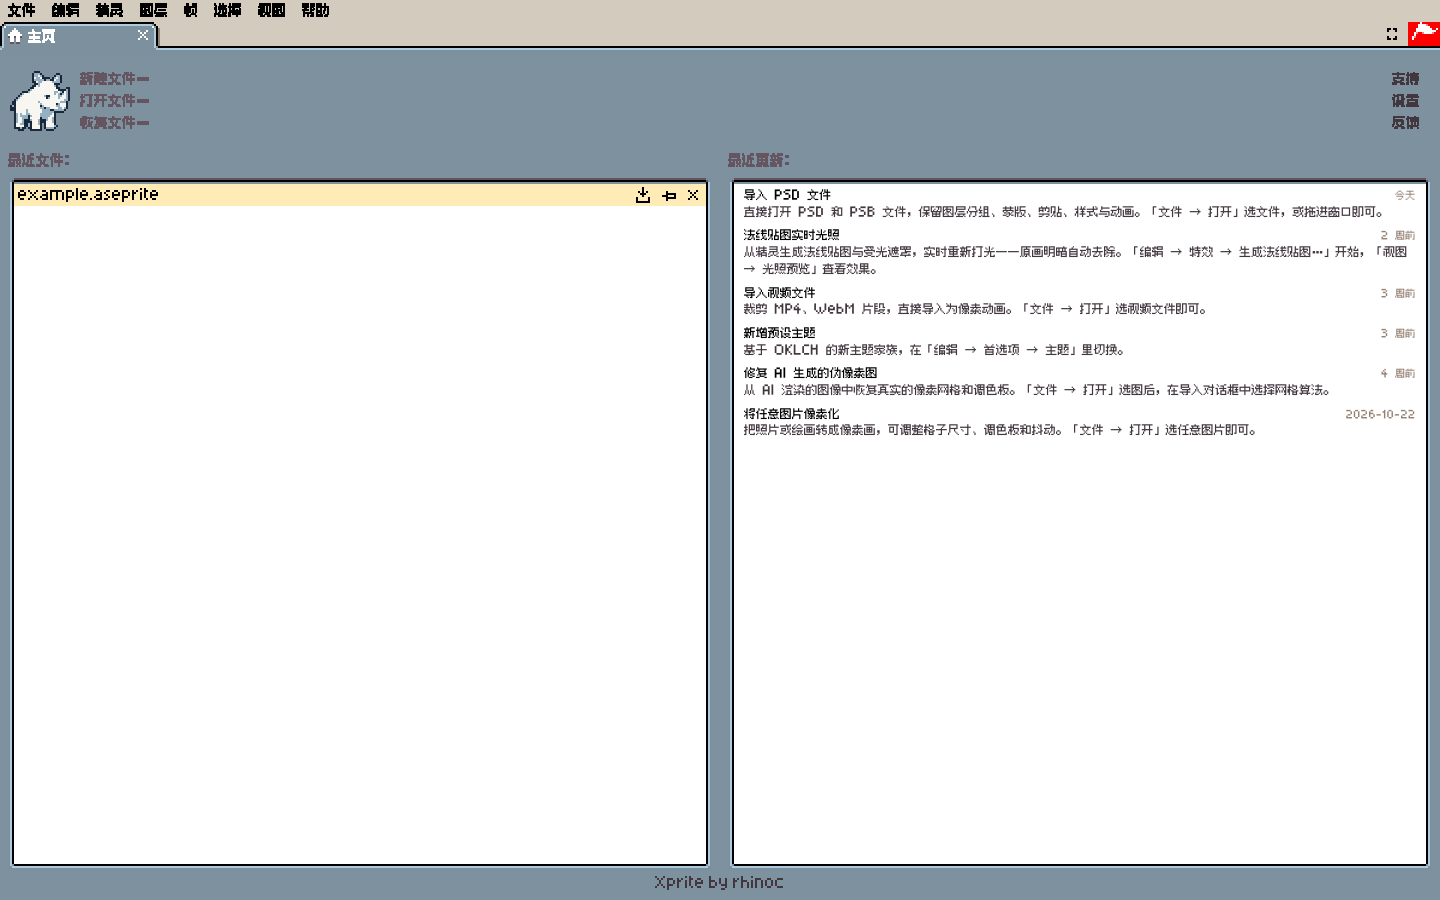 文件 编辑 精灵 图层 帧 选择 视图 帮助
主页
新建文件…
打开文件…
恢复文件…
支持
设置
反馈
最近文件:
example.aseprite
最近更新:
导入 PSD 文件 今天
直接打开 PSD 和 PSB 文件，保留图层分组、蒙版、剪贴、样式与动画。「文件 → 打开」选文件，或拖进窗口即可。
法线贴图实时光照 2 周前
从精灵生成法线贴图与受光遮罩，实时重新打光——原画明暗自动去除。「编辑 → 特效 → 生成法线贴图…」开始，「视图
→ 光照预览」查看效果。
导入视频文件 3 周前
裁剪 MP4、WebM 片段，直接导入为像素动画。「文件 → 打开」选视频文件即可。
新增预设主题 3 周前
基于 OKLCH 的新主题家族，在「编辑 → 首选项 → 主题」里切换。
修复 AI 生成的伪像素图 4 周前
从 AI 渲染的图像中恢复真实的像素网格和调色板。「文件 → 打开」选图后，在导入对话框中选择网格算法。
将任意图片像素化 2026-10-22
把照片或绘画转成像素画，可调整格子尺寸、调色板和抖动。「文件 → 打开」选任意图片即可。
Xprite by rhinoc